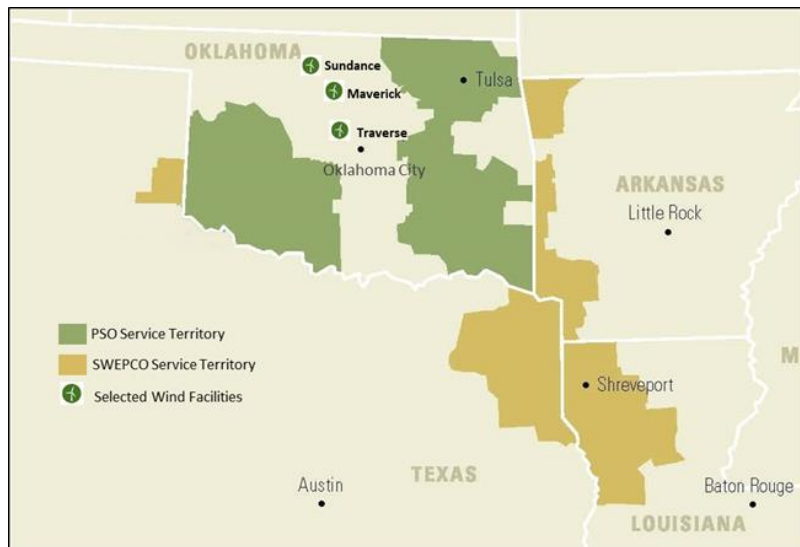 OKLAHOMA
Sundance
Tulsa
Maverick
Traverse
Oklahoma City
ARKANSAS
Little Rock
PSO Service Territory
SWEPCO Service Territory
Selected Wind Facilities
M
Shreveport
TEXAS
Austin
Baton Rouge
LOUISIANA